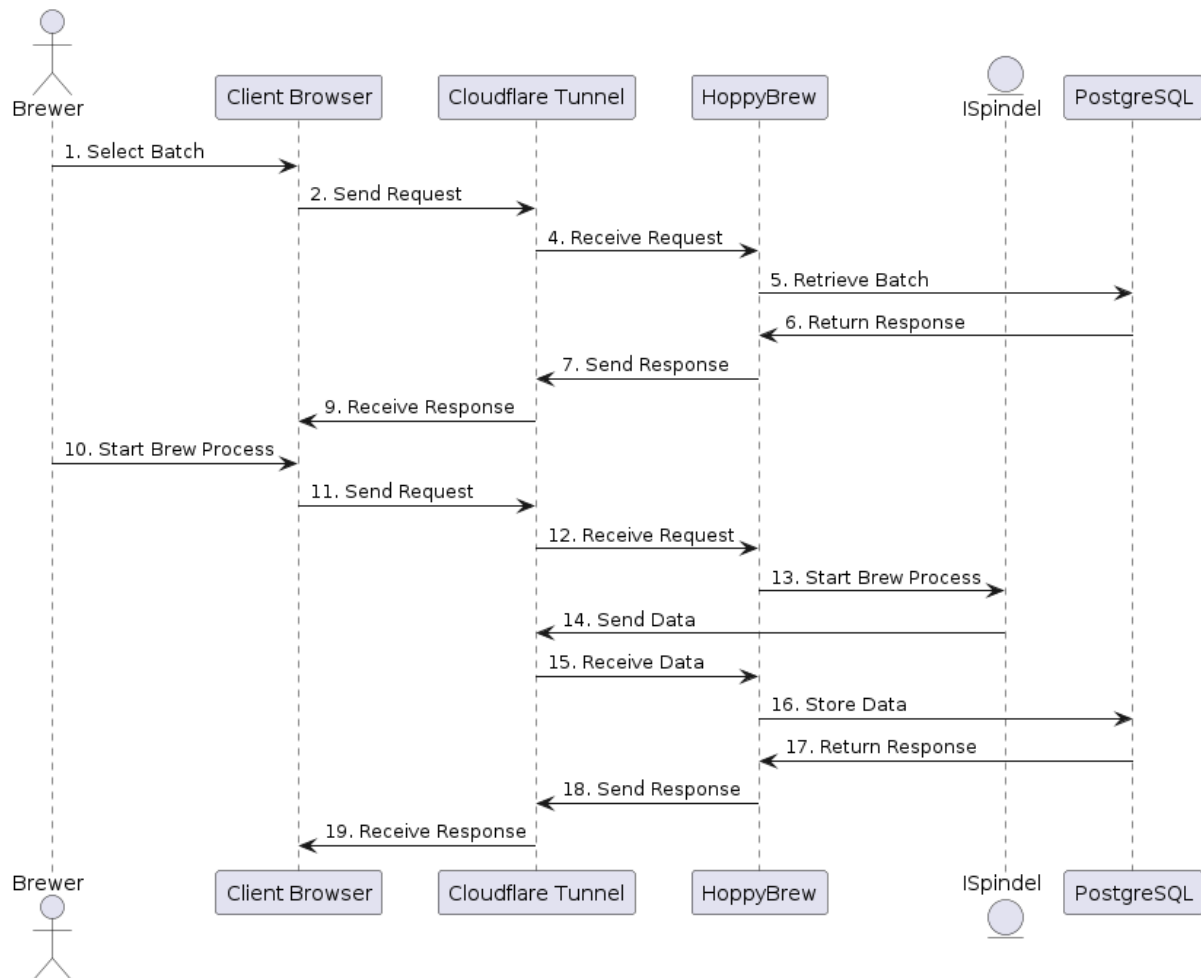 Brewer
Client Browser
Cloudflare Tunnel
HoppyBrew
ISpindel
PostgreSQL
1. Select Batch
2. Send Request
4. Receive Request
5. Retrieve Batch
6. Return Response
7. Send Response
9. Receive Response
10. Start Brew Process
11. Send Request
12. Receive Request
13. Start Brew Process
14. Send Data
15. Receive Data
16. Store Data
17. Return Response
18. Send Response
19. Receive Response
Brewer
Client Browser
Cloudflare Tunnel
HoppyBrew
ISpindel
PostgreSQL